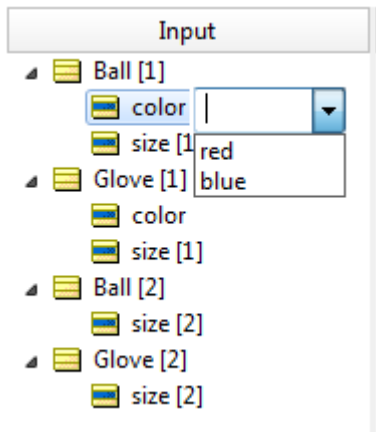 Input
Ball [1]
color
size [1
red
blue
Glove [1]
color
size [1]
Ball [2]
size [2]
Glove [2]
size [2]